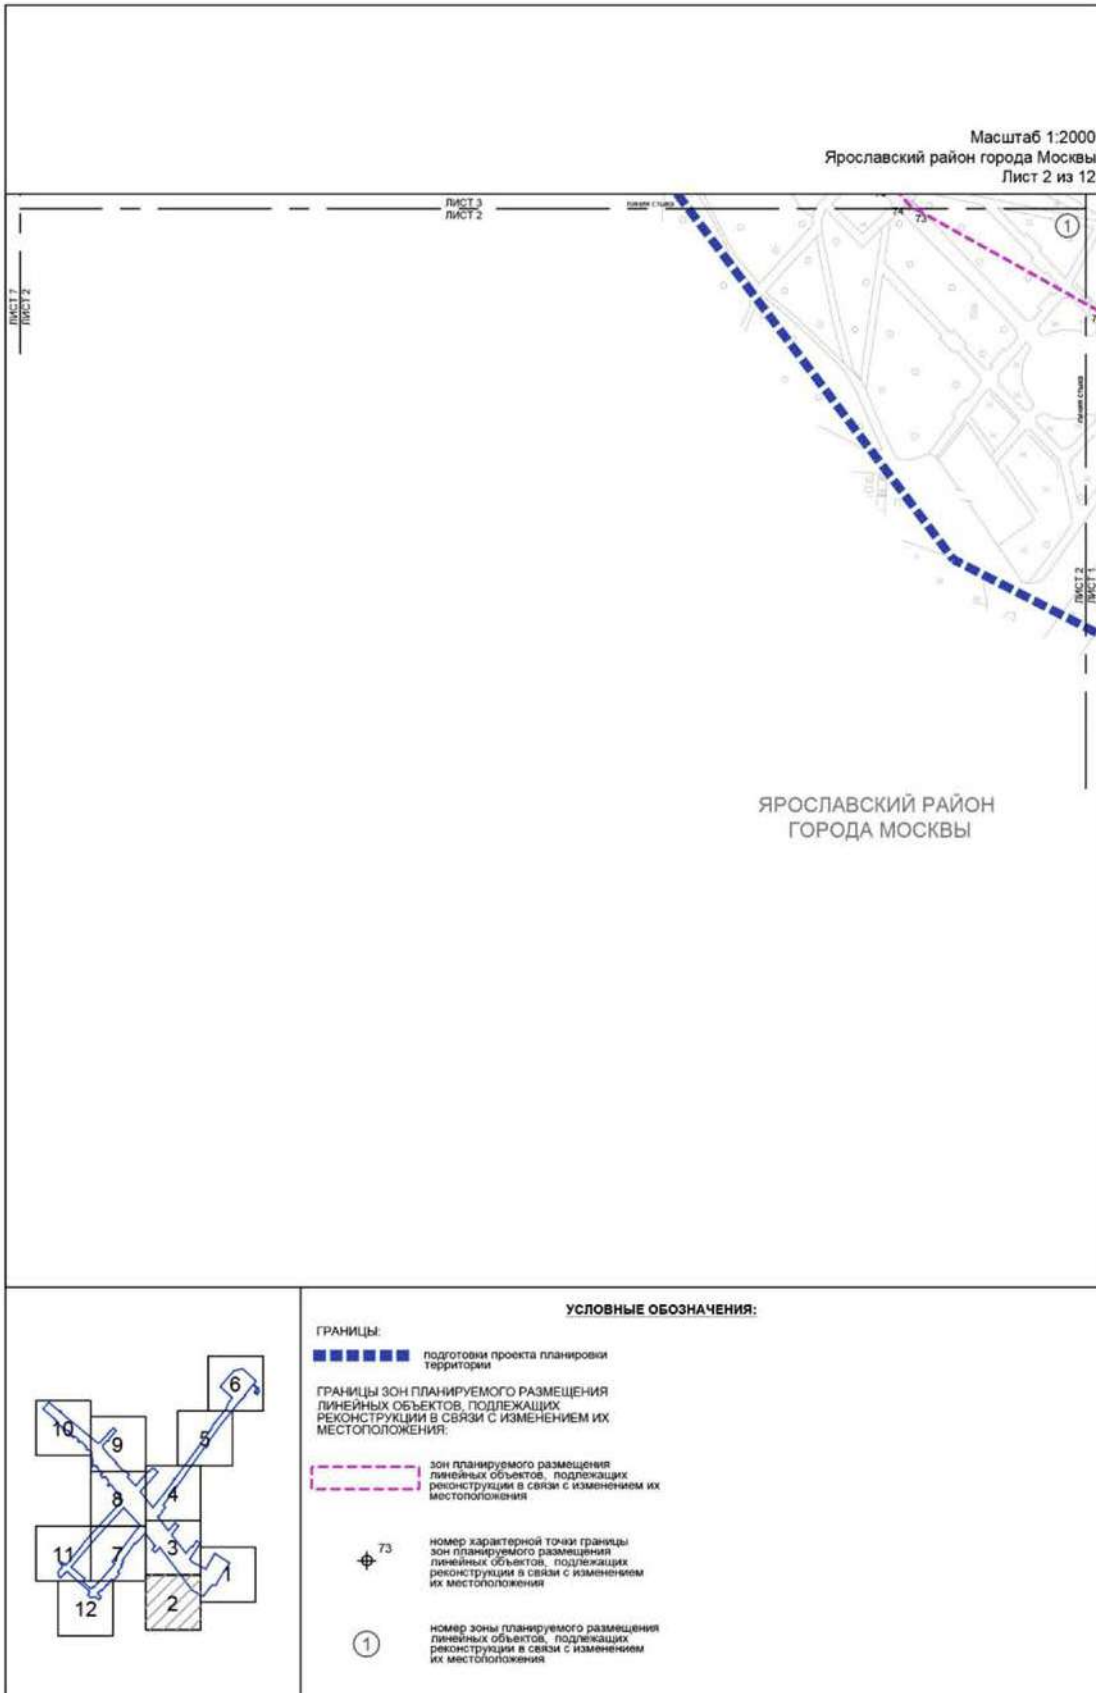 Масштаб 1:2000
Ярославский район города Москвы
Лист 2 из 12
ЛИСТ 3
ЛИСТ 2
линия стыка
74
73
1
ЛИСТ 7
ЛИСТ 2
линия стыка
ЛИСТ 2
ЛИСТ 1
ЯРОСЛАВСКИЙ РАЙОН
ГОРОДА МОСКВЫ
УСЛОВНЫЕ ОБОЗНАЧЕНИЯ:
ГРАНИЦЫ:
подготовки проекта планировки
территории
ГРАНИЦЫ ЗОН ПЛАНИРУЕМОГО РАЗМЕЩЕНИЯ
ЛИНЕЙНЫХ ОБЪЕКТОВ, ПОДЛЕЖАЩИХ
РЕКОНСТРУКЦИИ В СВЯЗИ С ИЗМЕНЕНИЕМ ИХ
МЕСТОПОЛОЖЕНИЯ:
зон планируемого размещения
линейных объектов, подлежащих
реконструкции в связи с изменением их
местоположения
73
номер характерной точки границы
зон планируемого размещения
линейных объектов, подлежащих
реконструкции в связи с изменением
их местоположения
1
номер зоны планируемого размещения
линейных объектов, подлежащих
реконструкции в связи с изменением
их местоположения
6
10
9
5
8
4
11
7
3
1
12
2